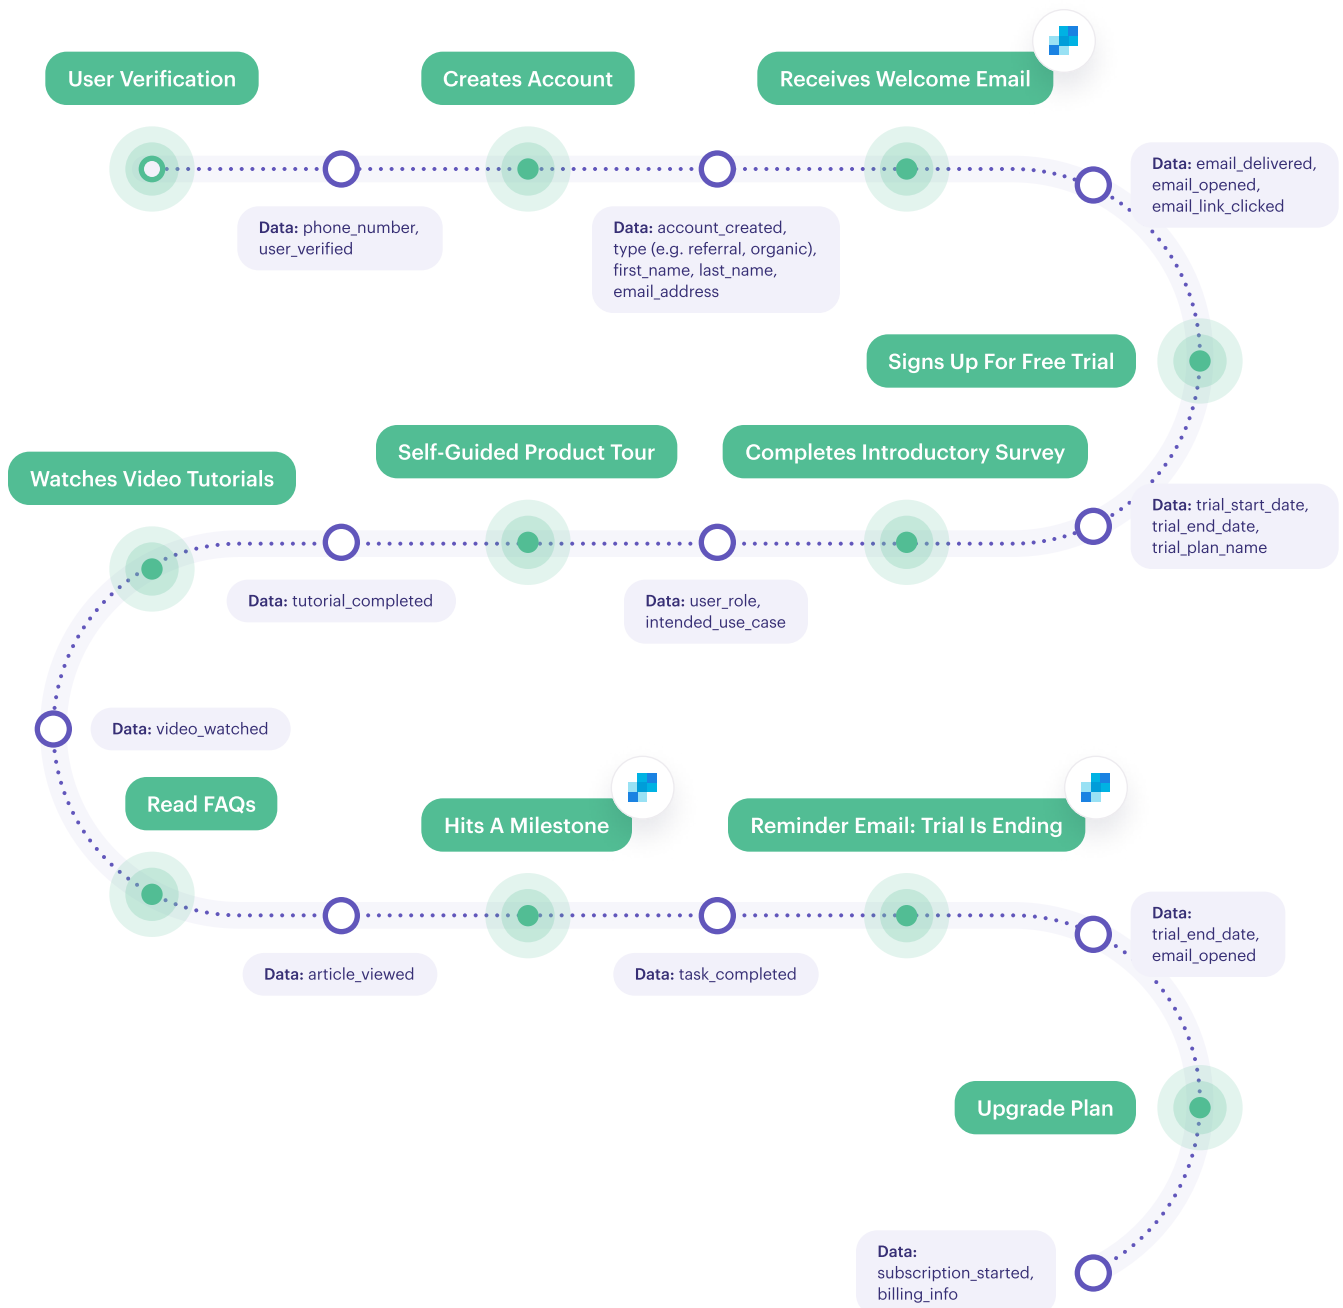 User Verification
Creates Account
Receives Welcome Email
Data: phone_number,
user_verified
Data: account_created,
type (e.g. referral, organic),
first_name, last_name,
email_address
Data: email_delivered,
email_opened,
email_link_clicked
Signs Up For Free Trial
Data: trial_start_date,
trial_end_date,
trial_plan_name
Completes Introductory Survey
Data: user_role,
intended_use_case
Self-Guided Product Tour
Data: tutorial_completed
Watches Video Tutorials
Data: video_watched
Read FAQs
Data: article_viewed
Hits A Milestone
Data: task_completed
Reminder Email: Trial Is Ending
Data:
trial_end_date,
email_opened
Upgrade Plan
Data:
subscription_started,
billing_info